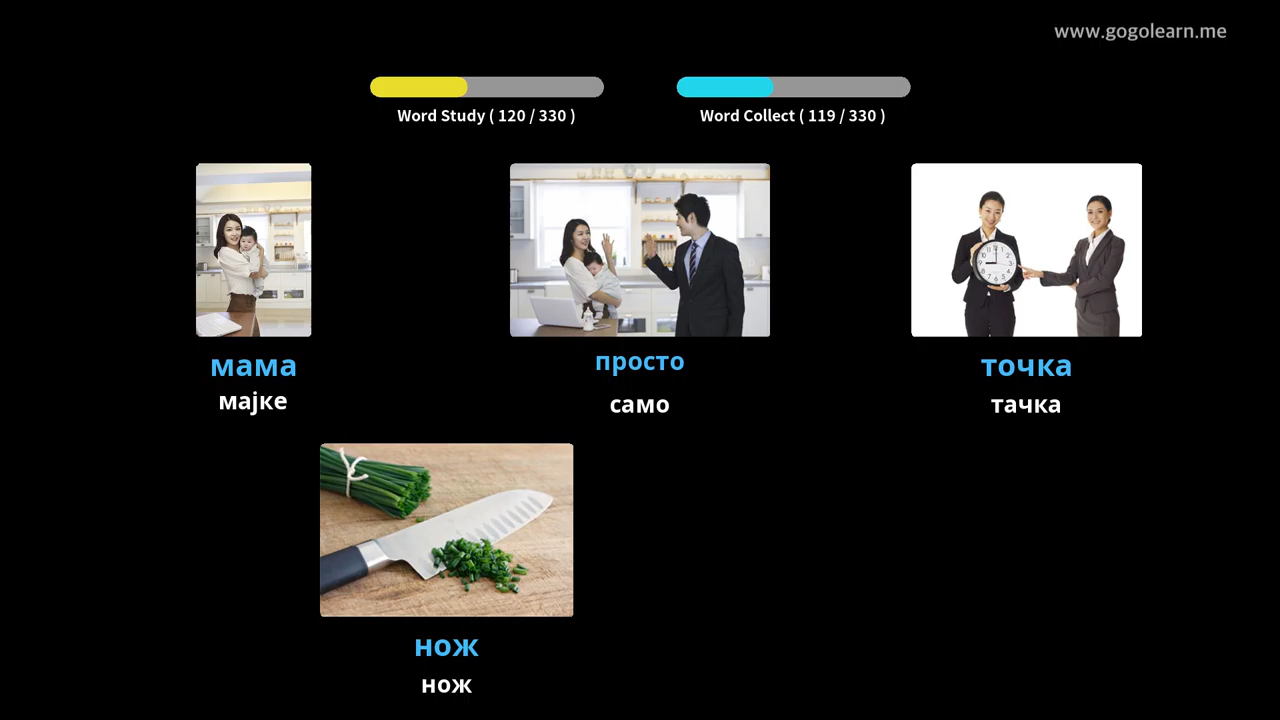 www.gogolearn.me
Word Study ( 120 / 330 )
Word Collect ( 119 / 330 )
мама
мајке
просто
само
точка
тачка
нож
нож